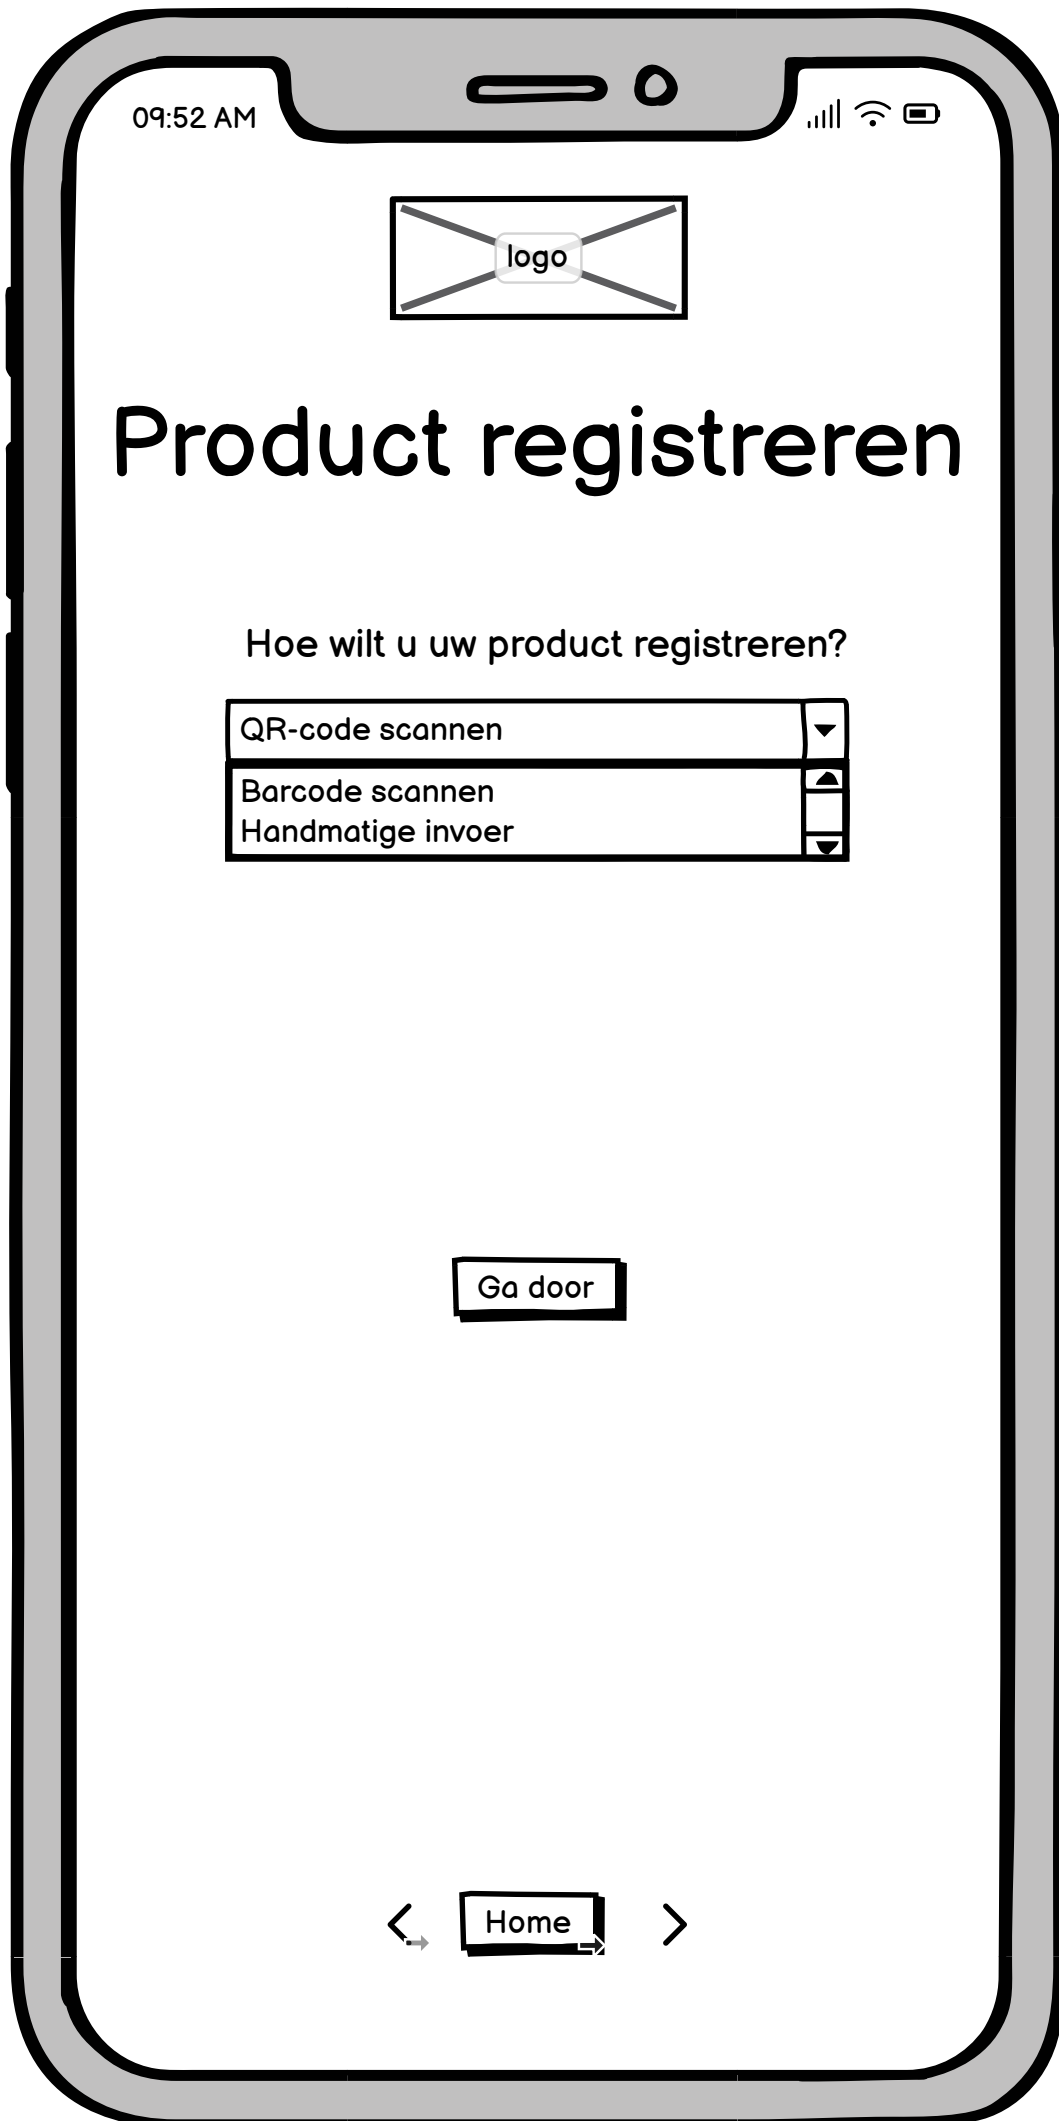 09:52 AM
logo
Product registreren
Hoe wilt u uw product registreren?
QR-code scannen
Barcode scannen
Handmatige invoer
Ga door
Home